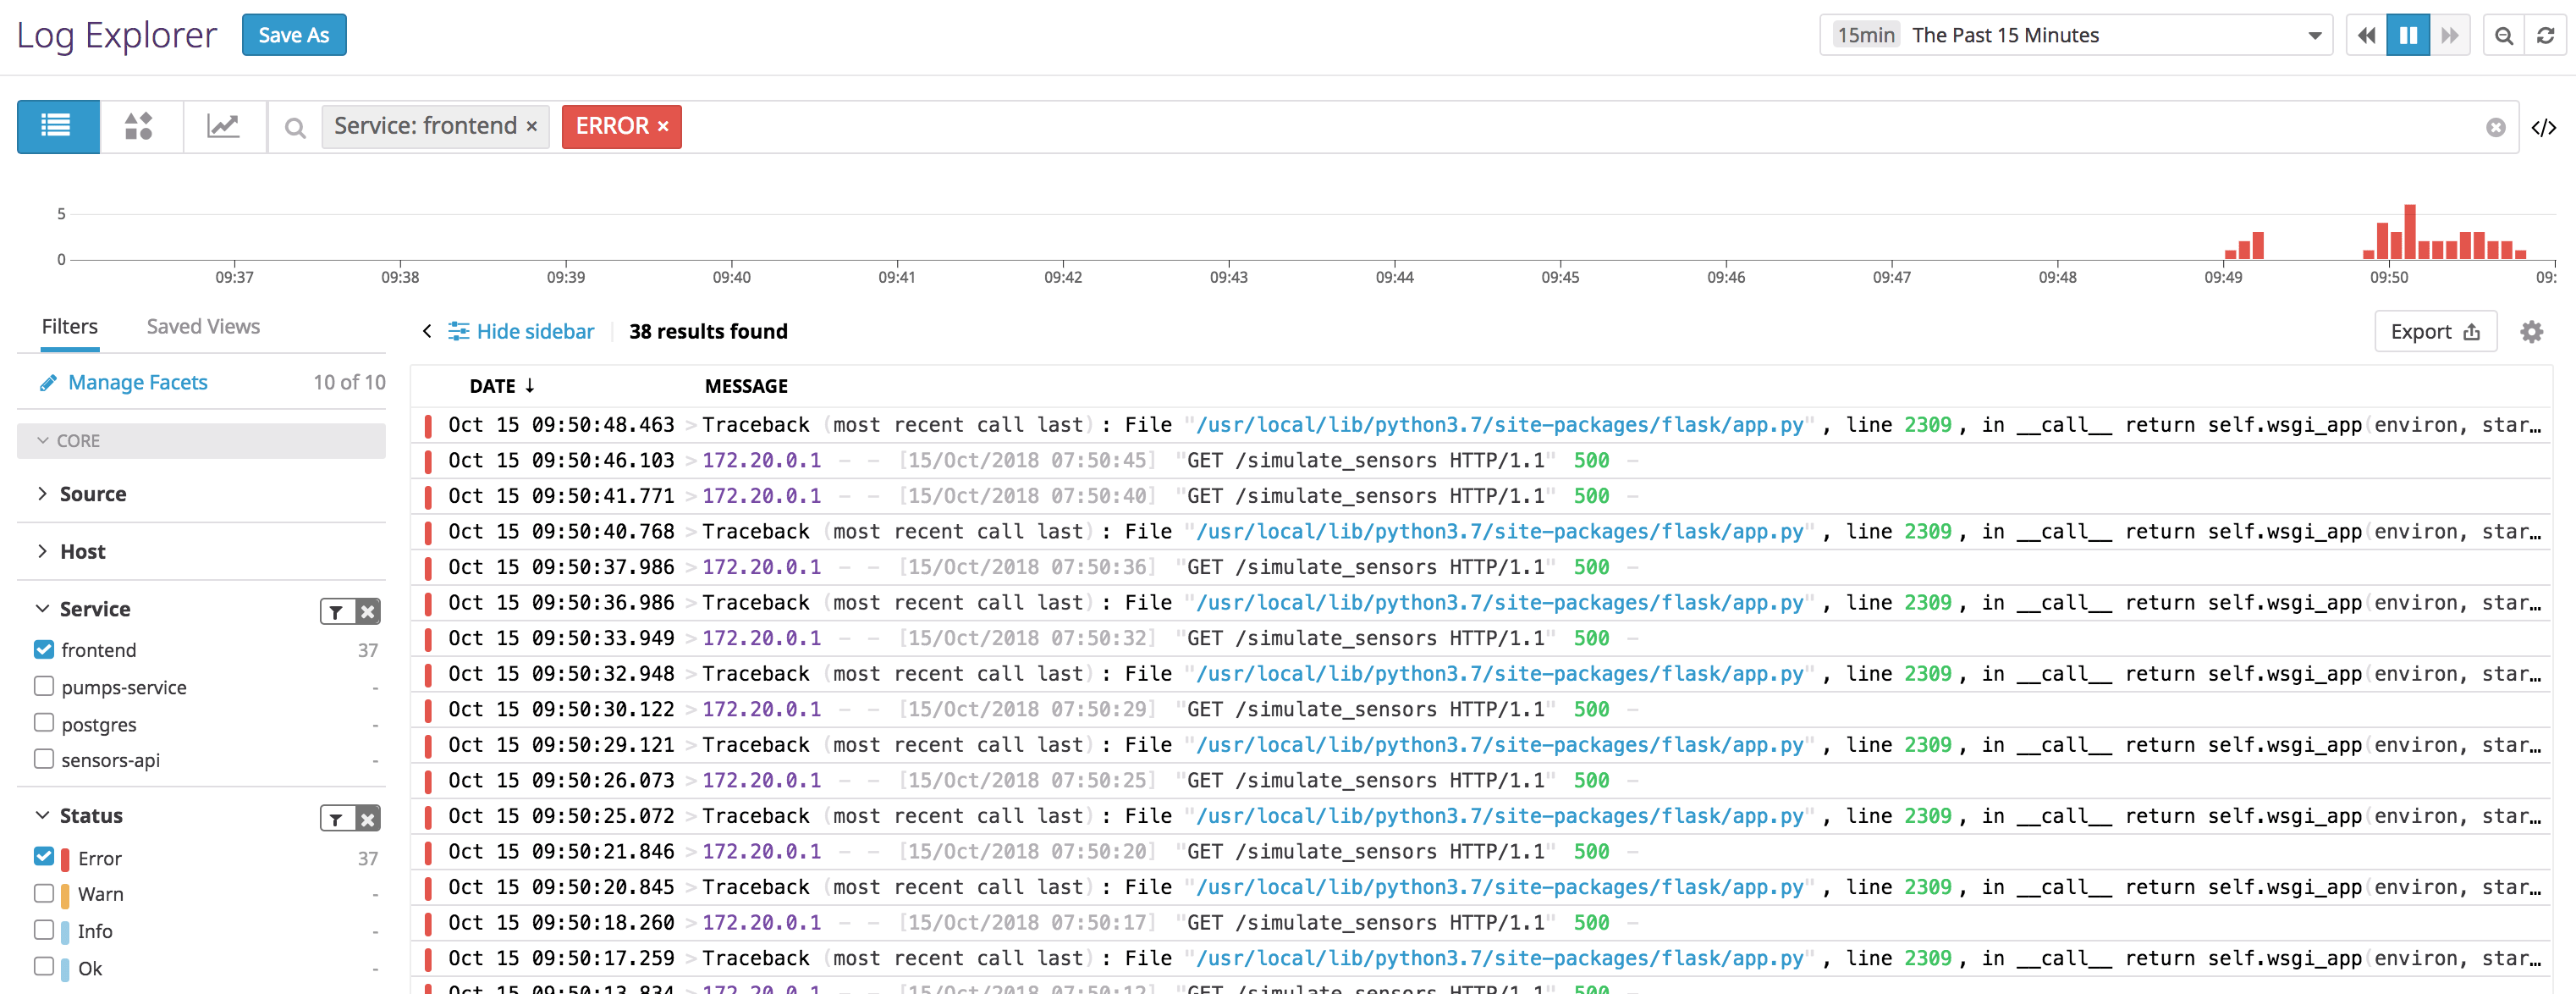 Log Explorer Save As 15min The Past 15 Minutes
Service: frontend × ERROR × </>
5
0
09:37 09:38 09:39 09:40 09:41 09:42 09:43 09:44 09:45 09:46 09:47 09:48 09:49 09:50 09:
Filters Saved Views Hide sidebar 38 results found Export
Manage Facets 10 of 10
CORE
Source
Host
Service
frontend 37
pumps-service -
postgres -
sensors-api -
Status
Error 37
Warn -
Info -
Ok -
DATE ↓ MESSAGE
Oct 15 09:50:48.463 > Traceback (most recent call last): File "/usr/local/lib/python3.7/site-packages/flask/app.py", line 2309, in __call__ return self.wsgi_app(environ, star…
Oct 15 09:50:46.103 > 172.20.0.1 - - [15/Oct/2018 07:50:45] "GET /simulate_sensors HTTP/1.1" 500 -
Oct 15 09:50:41.771 > 172.20.0.1 - - [15/Oct/2018 07:50:40] "GET /simulate_sensors HTTP/1.1" 500 -
Oct 15 09:50:40.768 > Traceback (most recent call last): File "/usr/local/lib/python3.7/site-packages/flask/app.py", line 2309, in __call__ return self.wsgi_app(environ, star…
Oct 15 09:50:37.986 > 172.20.0.1 - - [15/Oct/2018 07:50:36] "GET /simulate_sensors HTTP/1.1" 500 -
Oct 15 09:50:36.986 > Traceback (most recent call last): File "/usr/local/lib/python3.7/site-packages/flask/app.py", line 2309, in __call__ return self.wsgi_app(environ, star…
Oct 15 09:50:33.949 > 172.20.0.1 - - [15/Oct/2018 07:50:32] "GET /simulate_sensors HTTP/1.1" 500 -
Oct 15 09:50:32.948 > Traceback (most recent call last): File "/usr/local/lib/python3.7/site-packages/flask/app.py", line 2309, in __call__ return self.wsgi_app(environ, star…
Oct 15 09:50:30.122 > 172.20.0.1 - - [15/Oct/2018 07:50:29] "GET /simulate_sensors HTTP/1.1" 500 -
Oct 15 09:50:29.121 > Traceback (most recent call last): File "/usr/local/lib/python3.7/site-packages/flask/app.py", line 2309, in __call__ return self.wsgi_app(environ, star…
Oct 15 09:50:26.073 > 172.20.0.1 - - [15/Oct/2018 07:50:25] "GET /simulate_sensors HTTP/1.1" 500 -
Oct 15 09:50:25.072 > Traceback (most recent call last): File "/usr/local/lib/python3.7/site-packages/flask/app.py", line 2309, in __call__ return self.wsgi_app(environ, star…
Oct 15 09:50:21.846 > 172.20.0.1 - - [15/Oct/2018 07:50:20] "GET /simulate_sensors HTTP/1.1" 500 -
Oct 15 09:50:20.845 > Traceback (most recent call last): File "/usr/local/lib/python3.7/site-packages/flask/app.py", line 2309, in __call__ return self.wsgi_app(environ, star…
Oct 15 09:50:18.260 > 172.20.0.1 - - [15/Oct/2018 07:50:17] "GET /simulate_sensors HTTP/1.1" 500 -
Oct 15 09:50:17.259 > Traceback (most recent call last): File "/usr/local/lib/python3.7/site-packages/flask/app.py", line 2309, in __call__ return self.wsgi_app(environ, star…
Oct 15 09:50:13.834 > 172.20.0.1 - - [15/Oct/2018 07:50:12] "GET /simulate_sensors HTTP/1.1" 500 -